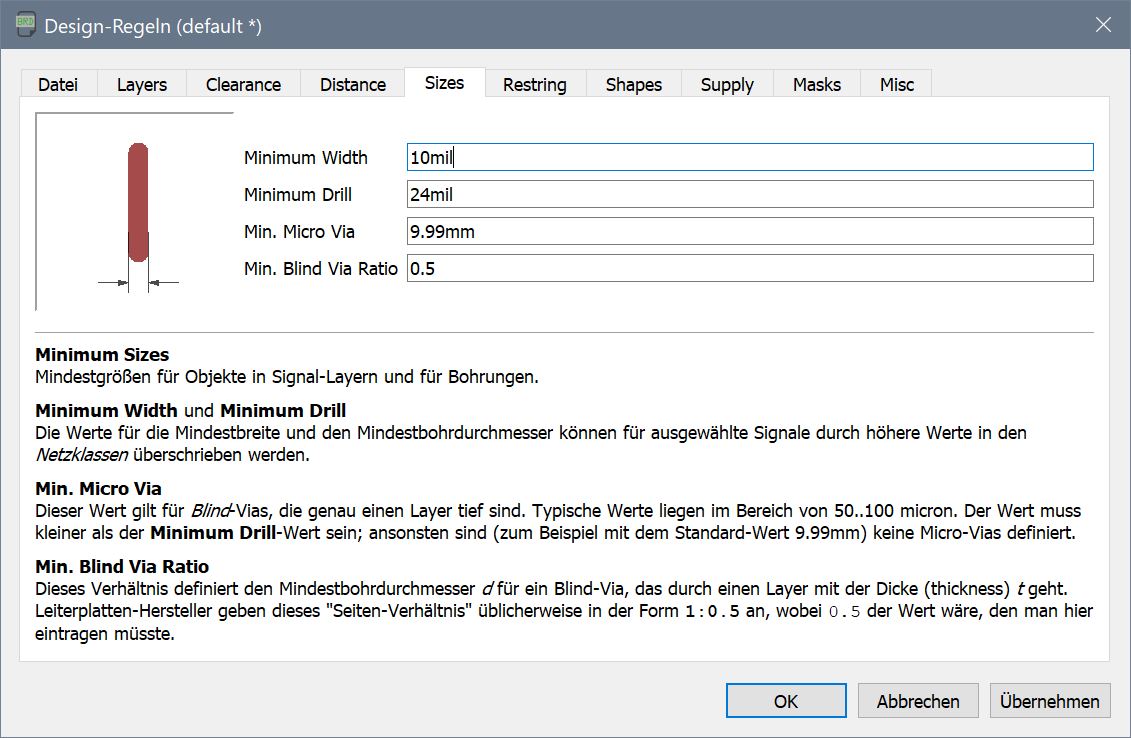 BRD
Design-Regeln (default *)
Datei Layers Clearance Distance Sizes Restring Shapes Supply Masks Misc
Minimum Width 10mil
Minimum Drill 24mil
Min. Micro Via 9.99mm
Min. Blind Via Ratio 0.5
Minimum Sizes
Mindestgrößen für Objekte in Signal-Layern und für Bohrungen.
Minimum Width und Minimum Drill
Die Werte für die Mindestbreite und den Mindestbohrdurchmesser können für ausgewählte Signale durch höhere Werte in den
Netzklassen überschrieben werden.
Min. Micro Via
Dieser Wert gilt für Blind-Vias, die genau einen Layer tief sind. Typische Werte liegen im Bereich von 50..100 micron. Der Wert muss
kleiner als der Minimum Drill-Wert sein; ansonsten sind (zum Beispiel mit dem Standard-Wert 9.99mm) keine Micro-Vias definiert.
Min. Blind Via Ratio
Dieses Verhältnis definiert den Mindestbohrdurchmesser d für ein Blind-Via, das durch einen Layer mit der Dicke (thickness) t geht.
Leiterplatten-Hersteller geben dieses "Seiten-Verhältnis" üblicherweise in der Form 1:0.5 an, wobei 0.5 der Wert wäre, den man hier
eintragen müsste.
OK Abbrechen Übernehmen